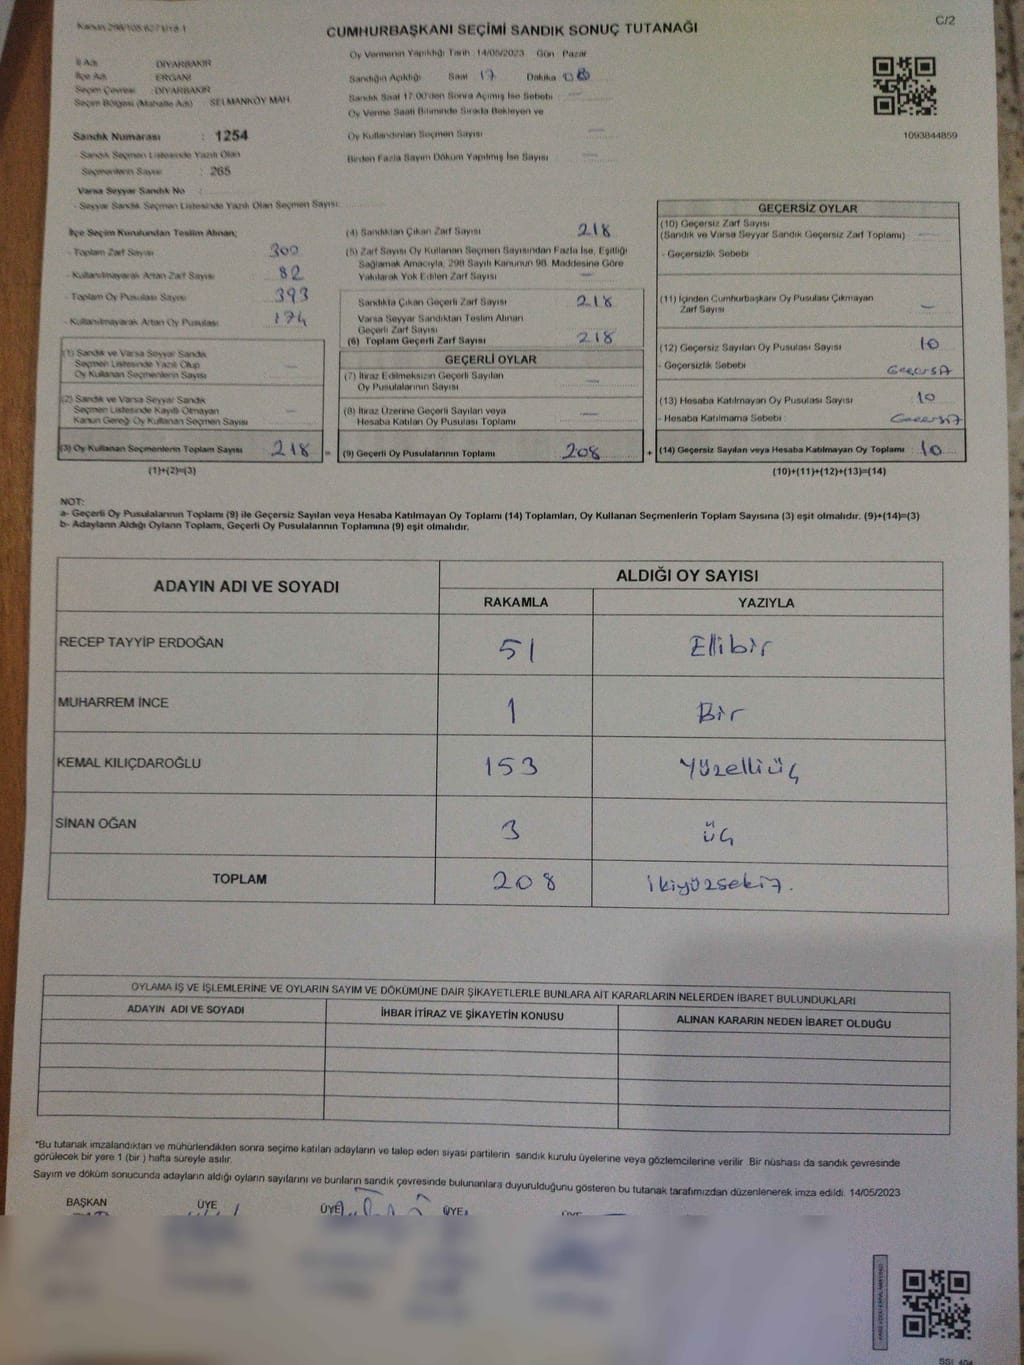 Kanun 298/105 627 U19 1
C/2
CUMHURBAŞKANI SEÇİMİ SANDIK SONUÇ TUTANAĞI
İl Adı DİYARBAKIR
İlçe Adı ERGANİ
Seçim Çevresi DİYARBAKIR
Seçim Bölgesi (Mahalle Adı) SELMANKÖY MAH.
Sandık Numarası : 1254
- Sandık Seçmen Listesinde Yazılı Olan
Seçmenlerin Sayısı : 265
Varsa Seyyar Sandık No
- Seyyar Sandık Seçmen Listesinde Yazılı Olan Seçmen Sayısı:
Oy Vermenin Yapıldığı Tarih 14/05/2023 Gün Pazar
Sandığın Açıldığı Saat 17 Dakika 08
Sandık Saat 17:00'den Sonra Açılmış İse Sebebi
Oy Verme Saati Bitiminde Sırada Bekleyen ve
Oy Kullandırılan Seçmen Sayısı
Birden Fazla Sayım Döküm Yapılmış İse Sayısı
1093844859
İlçe Seçim Kurulundan Teslim Alınan;
- Toplam Zarf Sayısı 300
- Kullanılmayarak Artan Zarf Sayısı 82
- Toplam Oy Pusulası Sayısı 393
- Kullanılmayarak Artan Oy Pusulası 174
(1) Sandık ve Varsa Seyyar Sandık
Seçmen Listesinde Yazılı Olup
Oy Kullanan Seçmenlerin Sayısı —
(2) Sandık ve Varsa Seyyar Sandık
Seçmen Listesinde Kayıtlı Olmayan
Kanun Gereği Oy Kullanan Seçmen Sayısı —
(3) Oy Kullanan Seçmenlerin Toplam Sayısı 218 =
(1)+(2)=(3)
(4) Sandıktan Çıkan Zarf Sayısı 218
(5) Zarf Sayısı Oy Kullanan Seçmen Sayısından Fazla İse, Eşitliği
Sağlamak Amacıyla, 298 Sayılı Kanunun 98. Maddesine Göre
Yakılarak Yok Edilen Zarf Sayısı —
Sandıkta Çıkan Geçerli Zarf Sayısı 218
Varsa Seyyar Sandıktan Teslim Alınan
Geçerli Zarf Sayısı
(6) Toplam Geçerli Zarf Sayısı 218
GEÇERLİ OYLAR
(7) İtiraz Edilmeksizin Geçerli Sayılan
Oy Pusulalarının Sayısı —
(8) İtiraz Üzerine Geçerli Sayılan veya
Hesaba Katılan Oy Pusulası Toplamı —
(9) Geçerli Oy Pusulalarının Toplamı 208 +
GEÇERSİZ OYLAR
(10) Geçersiz Zarf Sayısı
(Sandık ve Varsa Seyyar Sandık Geçersiz Zarf Toplamı) —
- Geçersizlik Sebebi
(11) İçinden Cumhurbaşkanı Oy Pusulası Çıkmayan
Zarf Sayısı —
(12) Geçersiz Sayılan Oy Pusulası Sayısı 10
- Geçersizlik Sebebi
(13) Hesaba Katılmayan Oy Pusulası Sayısı 10
- Hesaba Katılmama Sebebi
(14) Geçersiz Sayılan veya Hesaba Katılmayan Oy Toplamı : 10
(10)+(11)+(12)+(13)=(14)
NOT:
a- Geçerli Oy Pusulalarının Toplamı (9) ile Geçersiz Sayılan veya Hesaba Katılmayan Oy Toplamı (14) Toplamları, Oy Kullanan Seçmenlerin Toplam Sayısına (3) eşit olmalıdır. (9)+(14)=(3)
b- Adayların Aldığı Oyların Toplamı, Geçerli Oy Pusulalarının Toplamına (9) eşit olmalıdır.
ADAYIN ADI VE SOYADI ALDIĞI OY SAYISI
RAKAMLA YAZIYLA
RECEP TAYYİP ERDOĞAN 51 Ellibir
MUHARREM İNCE 1 Bir
KEMAL KILIÇDAROĞLU 153 Yüzelliüç
SİNAN OĞAN 3 üç
TOPLAM 208 İkiyüzsekiz.
OYLAMA İŞ VE İŞLEMLERİNE VE OYLARIN SAYIM VE DÖKÜMÜNE DAİR ŞİKAYETLERLE BUNLARA AİT KARARLARIN NELERDEN İBARET BULUNDUKLARI
ADAYIN ADI VE SOYADI İHBAR İTİRAZ VE ŞİKAYETİN KONUSU ALINAN KARARIN NEDEN İBARET OLDUĞU
*Bu tutanak imzalandıktan ve mühürlendikten sonra seçime katılan adayların ve talep eden siyasi partilerin sandık kurulu üyelerine veya gözlemcilerine verilir. Bir nüshası da sandık çevresinde
görülecek bir yere 1 (bir ) hafta süreyle asılır.
Sayım ve döküm sonucunda adayların aldığı oyların sayılarını ve bunların sandık çevresinde bulunanlara duyurulduğunu gösteren bu tutanak tarafımızdan düzenlenerek imza edildi. 14/05/2023
BAŞKAN ÜYE ÜYE ÜYE ÜYE